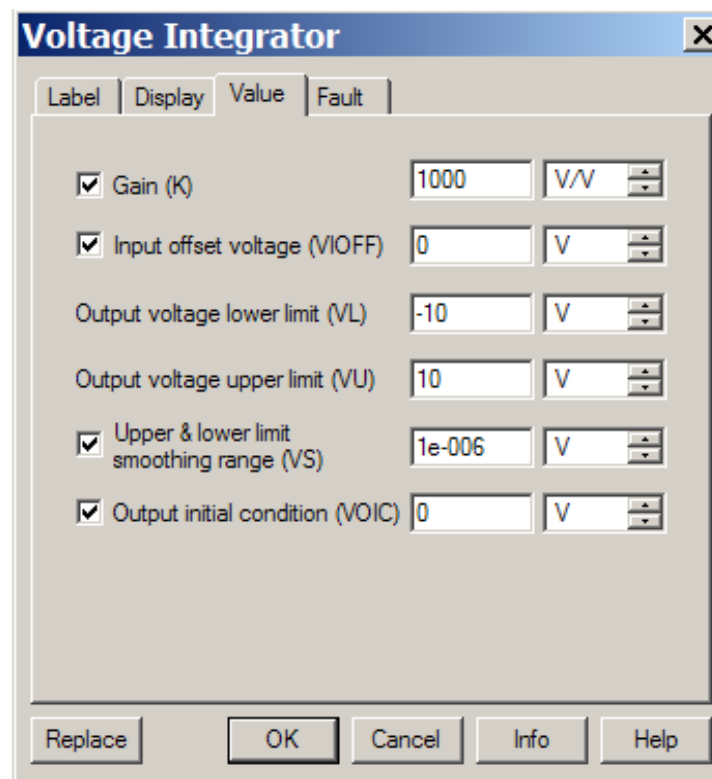 Voltage Integrator
Label Display Value Fault
Gain (K) 1000 V/V
Input offset voltage (VIOFF) 0 V
Output voltage lower limit (VL) -10 V
Output voltage upper limit (VU) 10 V
Upper & lower limit
smoothing range (VS) 1e-006 V
Output initial condition (VOIC) 0 V
Replace OK Cancel Info Help